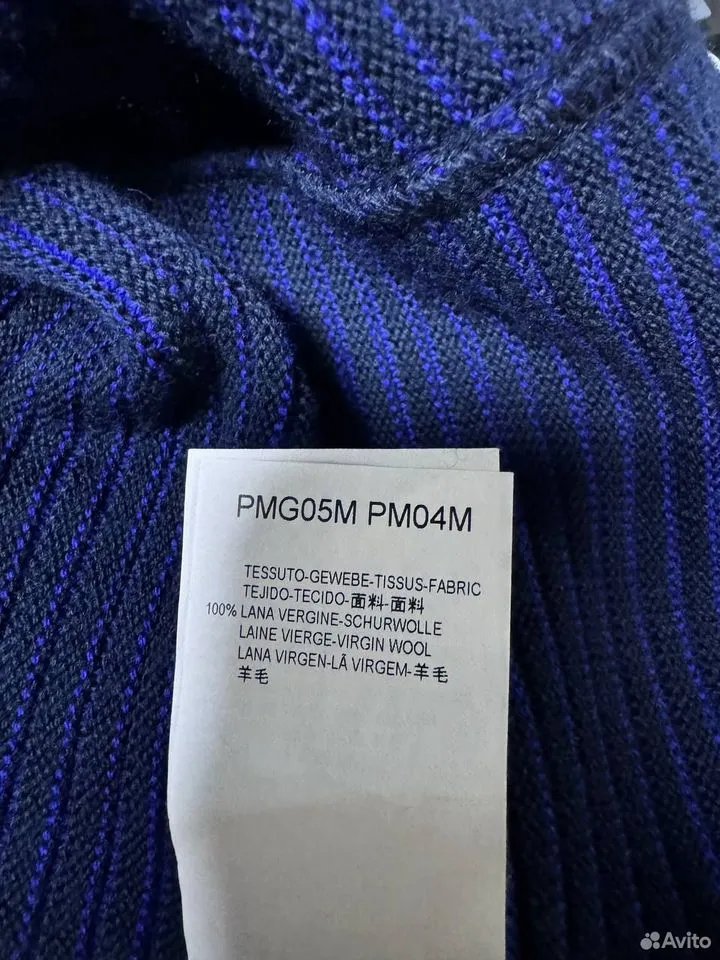 PMG05M PM04M
TESSUTO-GEWEBE-TISSUS-FABRIC
TEJIDO-TECIDO-面料-面料
100% LANA VERGINE-SCHURWOLLE
LAINE VIERGE-VIRGIN WOOL
LANA VIRGEN-LÃ VIRGEM-羊毛
羊毛
Avito